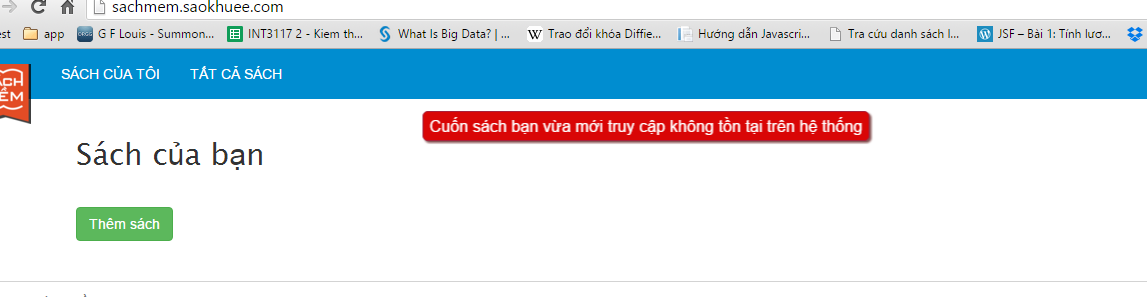 sachmem.saokhuee.com
est app G F Louis - Summon... INT3117 2 - Kiem th... What Is Big Data? | ... Trao đổi khóa Diffie... Hướng dẫn Javascri... Tra cứu danh sách l... JSF – Bài 1: Tính lươ...
SÁCH CỦA TÔI TẤT CẢ SÁCH
Cuốn sách bạn vừa mới truy cập không tồn tại trên hệ thống
Sách của bạn
Thêm sách